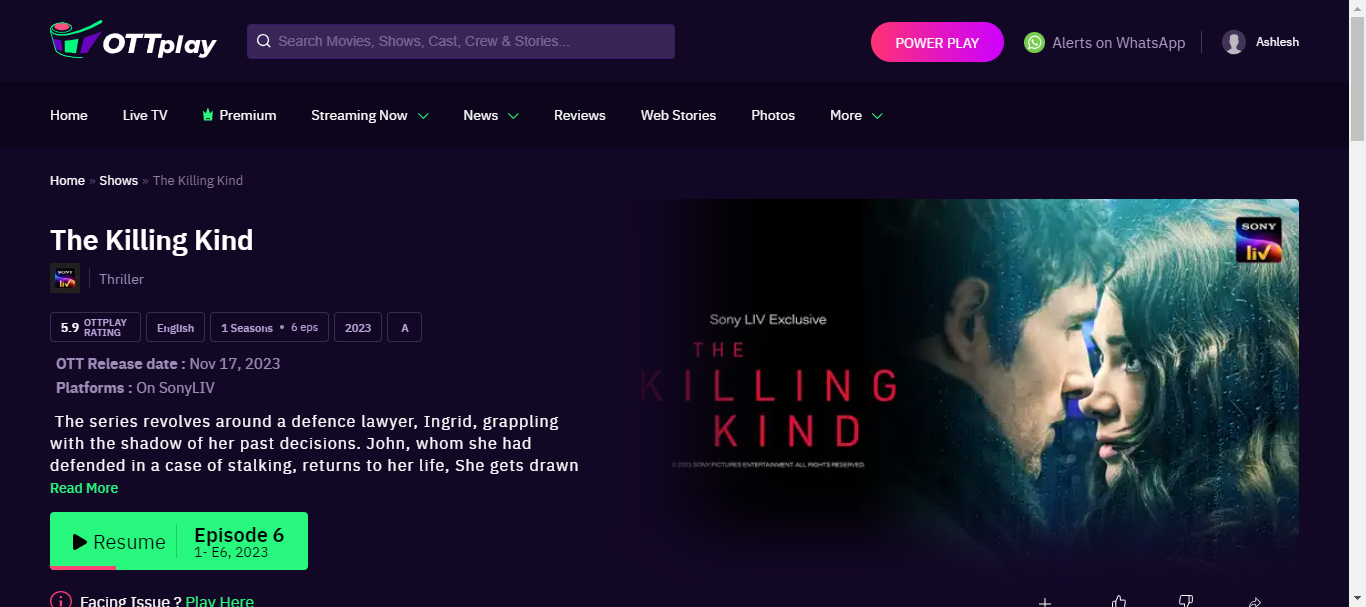 OTTplay
Search Movies, Shows, Cast, Crew & Stories...
POWER PLAY
Alerts on WhatsApp
Ashlesh
Home
Live TV
Premium
Streaming Now
News
Reviews
Web Stories
Photos
More
Home » Shows » The Killing Kind
The Killing Kind
SONY liv
Thriller
5.9 OTTPLAY RATING
English
1 Seasons • 6 eps
2023
A
OTT Release date : Nov 17, 2023
Platforms : On SonyLIV
The series revolves around a defence lawyer, Ingrid, grappling
with the shadow of her past decisions. John, whom she had
defended in a case of stalking, returns to her life, She gets drawn
Read More
Resume
Episode 6
1- E6, 2023
Facing Issue ? Play Here
SONY
liv
Sony LIV Exclusive
THE
KILLING
KIND
© 2023 SONY PICTURES ENTERTAINMENT. ALL RIGHTS RESERVED.